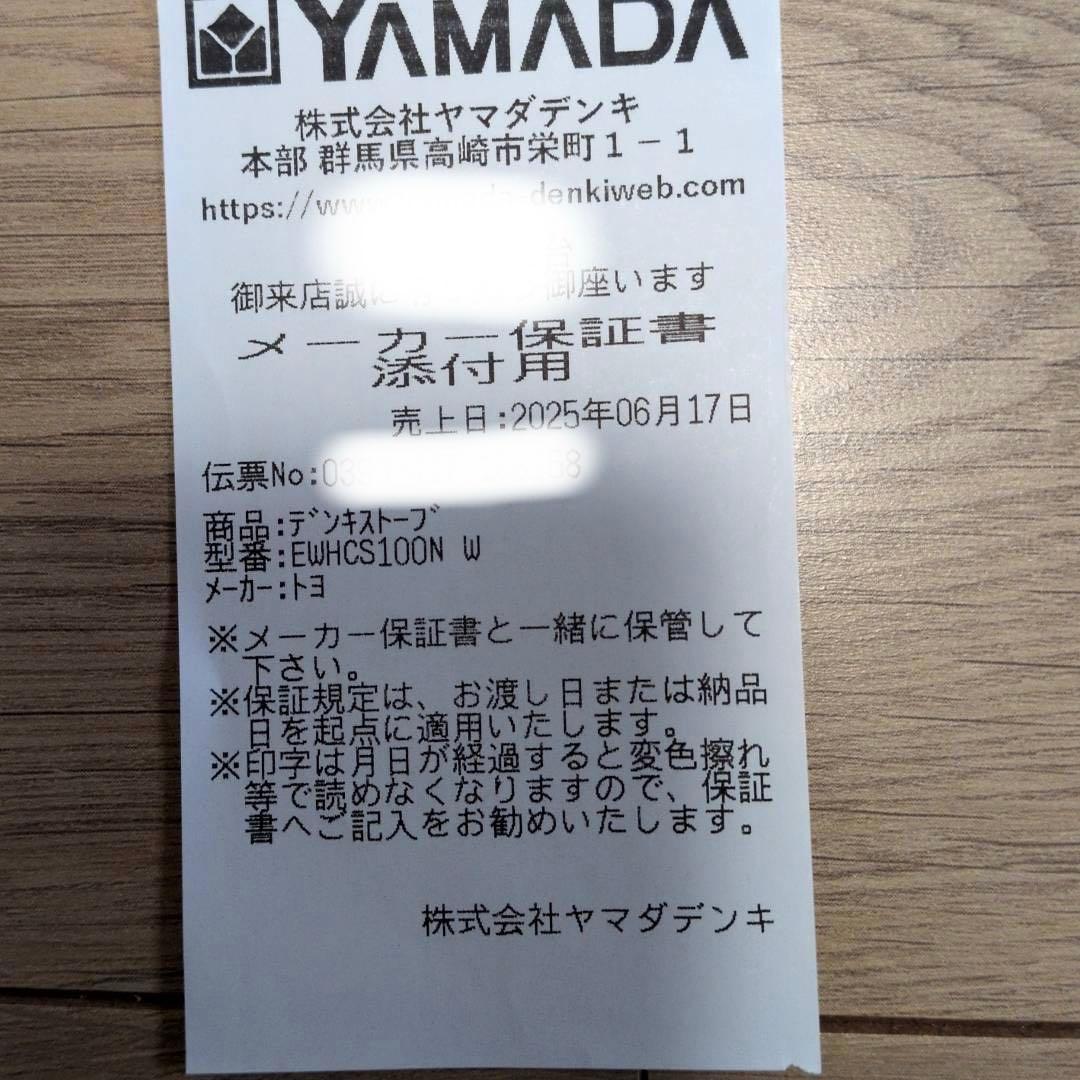 YAMADA
株式会社ヤマダデンキ
本部 群馬県高崎市栄町1-1
https://www. -denkiweb.com
御来店誠に 御座います
メーカー保証書
添付用
売上日:2025年06月17日
伝票No:03 58
商品:デンキストーブ
型番:EWHCS100N W
メーカー:トヨ
※メーカー保証書と一緒に保管して
下さい。
※保証規定は、お渡し日または納品
日を起点に適用いたします。
※印字は月日が経過すると変色擦れ
等で読めなくなりますので、保証
書へご記入をお勧めいたします。
株式会社ヤマダデンキ